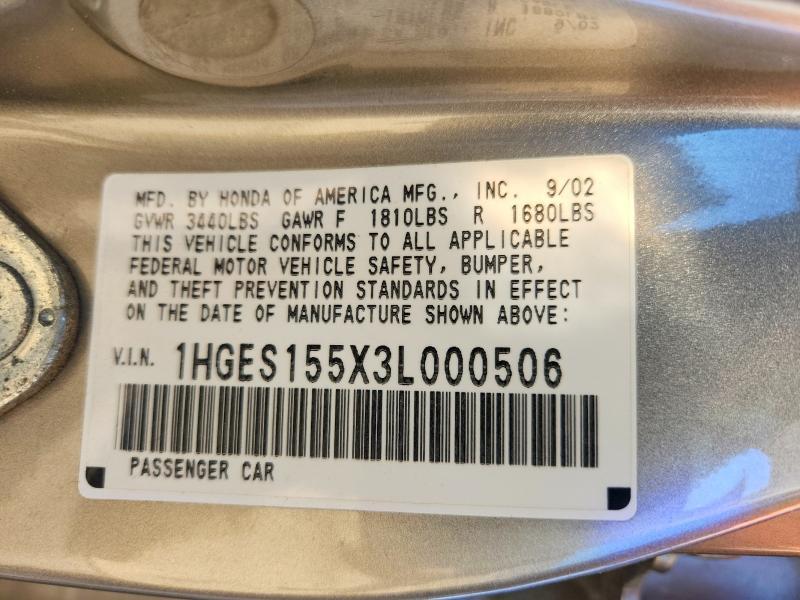 MFD. BY HONDA OF AMERICA MFG., INC. 9/02
GVWR 3440LBS GAWR F 1810LBS R 1680LBS
THIS VEHICLE CONFORMS TO ALL APPLICABLE
FEDERAL MOTOR VEHICLE SAFETY, BUMPER,
AND THEFT PREVENTION STANDARDS IN EFFECT
ON THE DATE OF MANUFACTURE SHOWN ABOVE:
V.I.N. 1HGES155X3L000506
PASSENGER CAR